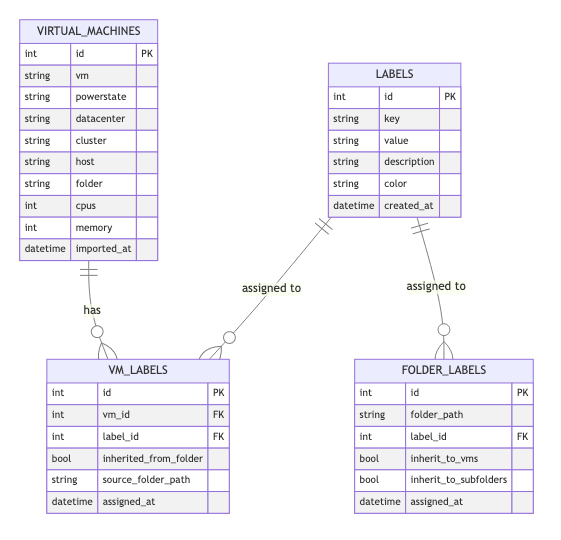 VIRTUAL_MACHINES
int id PK
string vm
string powerstate
string datacenter
string cluster
string host
string folder
int cpus
int memory
datetime imported_at
LABELS
int id PK
string key
string value
string description
string color
datetime created_at
has
assigned to
assigned to
VM_LABELS
int id PK
int vm_id FK
int label_id FK
bool inherited_from_folder
string source_folder_path
datetime assigned_at
FOLDER_LABELS
int id PK
string folder_path
int label_id FK
bool inherit_to_vms
bool inherit_to_subfolders
datetime assigned_at